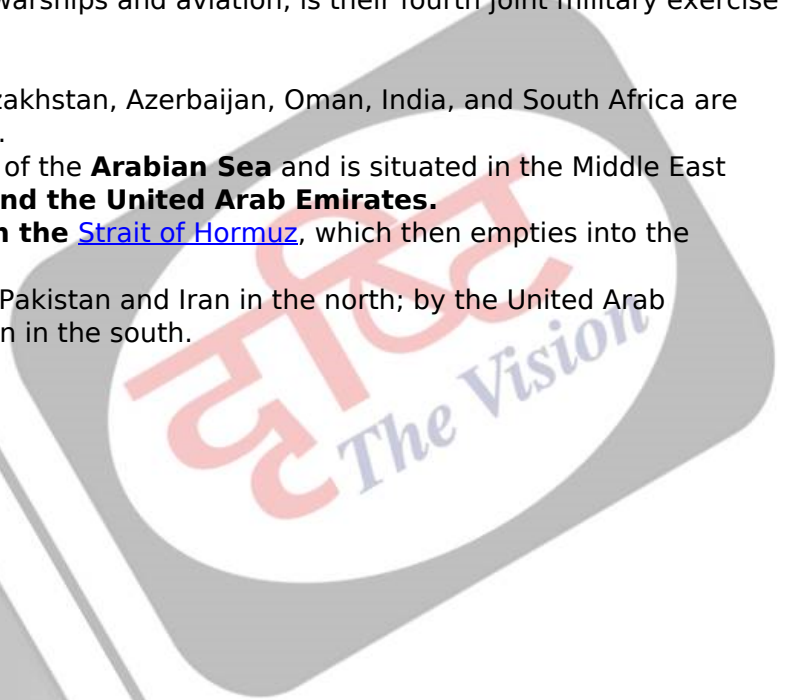 warships and aviation, is their fourth joint military exercise
zakhstan, Azerbaijan, Oman, India, and South Africa are
.
of the Arabian Sea and is situated in the Middle East
nd the United Arab Emirates.
the Strait of Hormuz, which then empties into the
Pakistan and Iran in the north; by the United Arab
n in the south.
दृष्टि
The Vision